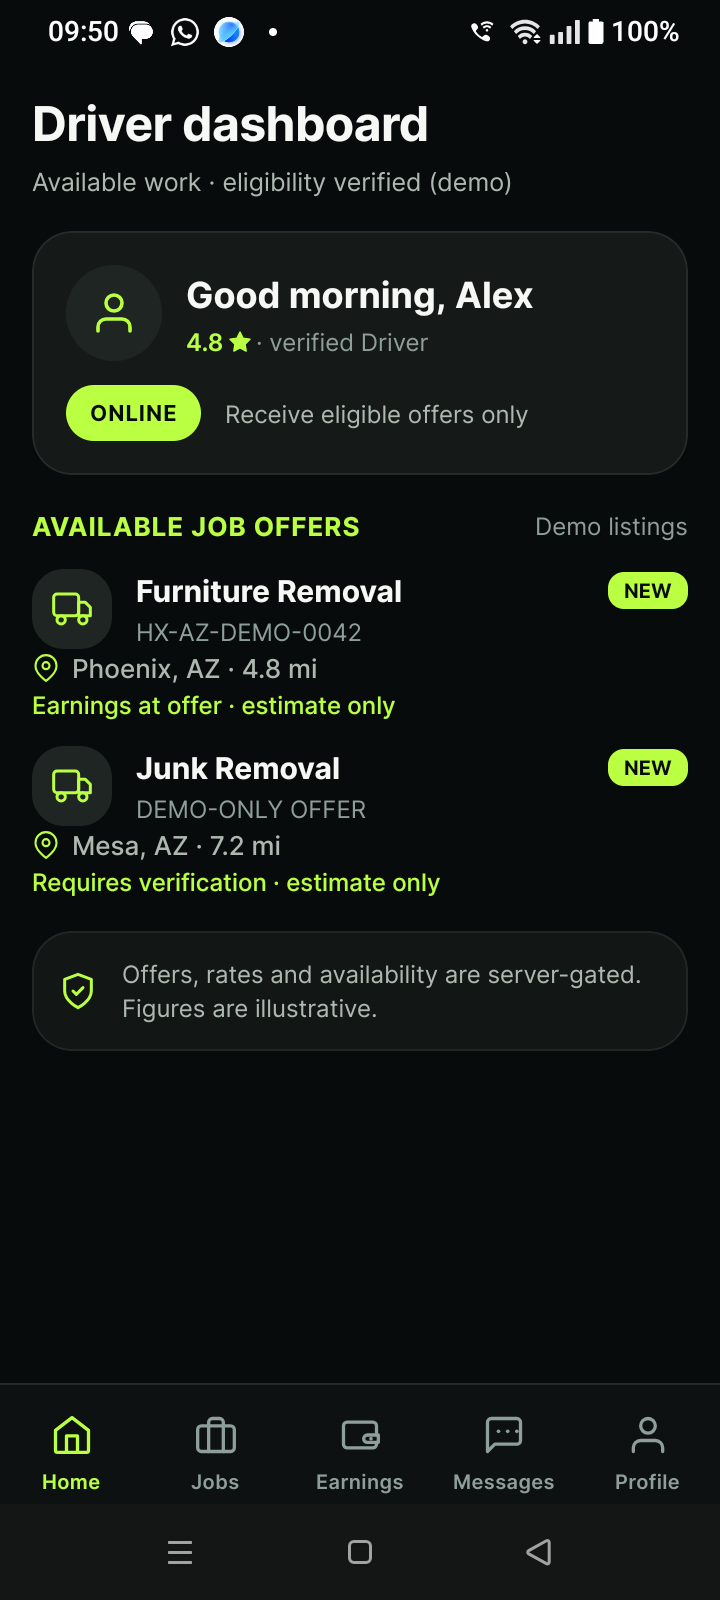 09:50 100%
Driver dashboard
Available work · eligibility verified (demo)
Good morning, Alex
4.8 ★ · verified Driver
ONLINE Receive eligible offers only
AVAILABLE JOB OFFERS Demo listings
Furniture Removal NEW
HX-AZ-DEMO-0042
Phoenix, AZ · 4.8 mi
Earnings at offer · estimate only
Junk Removal NEW
DEMO-ONLY OFFER
Mesa, AZ · 7.2 mi
Requires verification · estimate only
Offers, rates and availability are server-gated.
Figures are illustrative.
Home Jobs Earnings Messages Profile